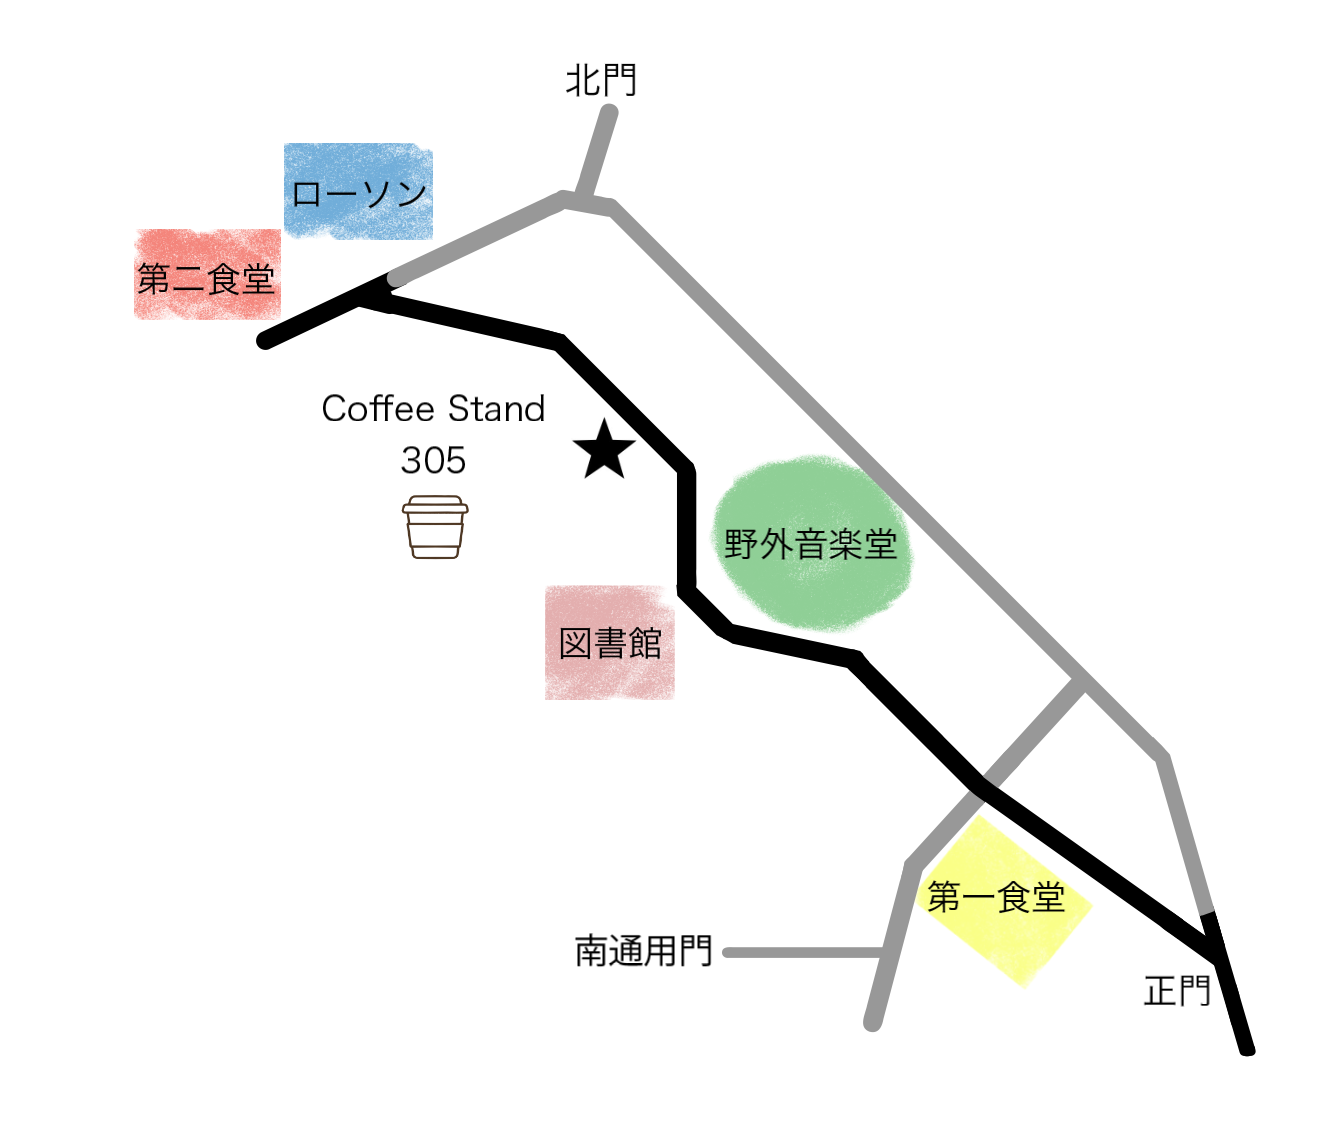 北門
ローソン
第二食堂
Coffee Stand
305
野外音楽堂
図書館
第一食堂
南通用門
正門